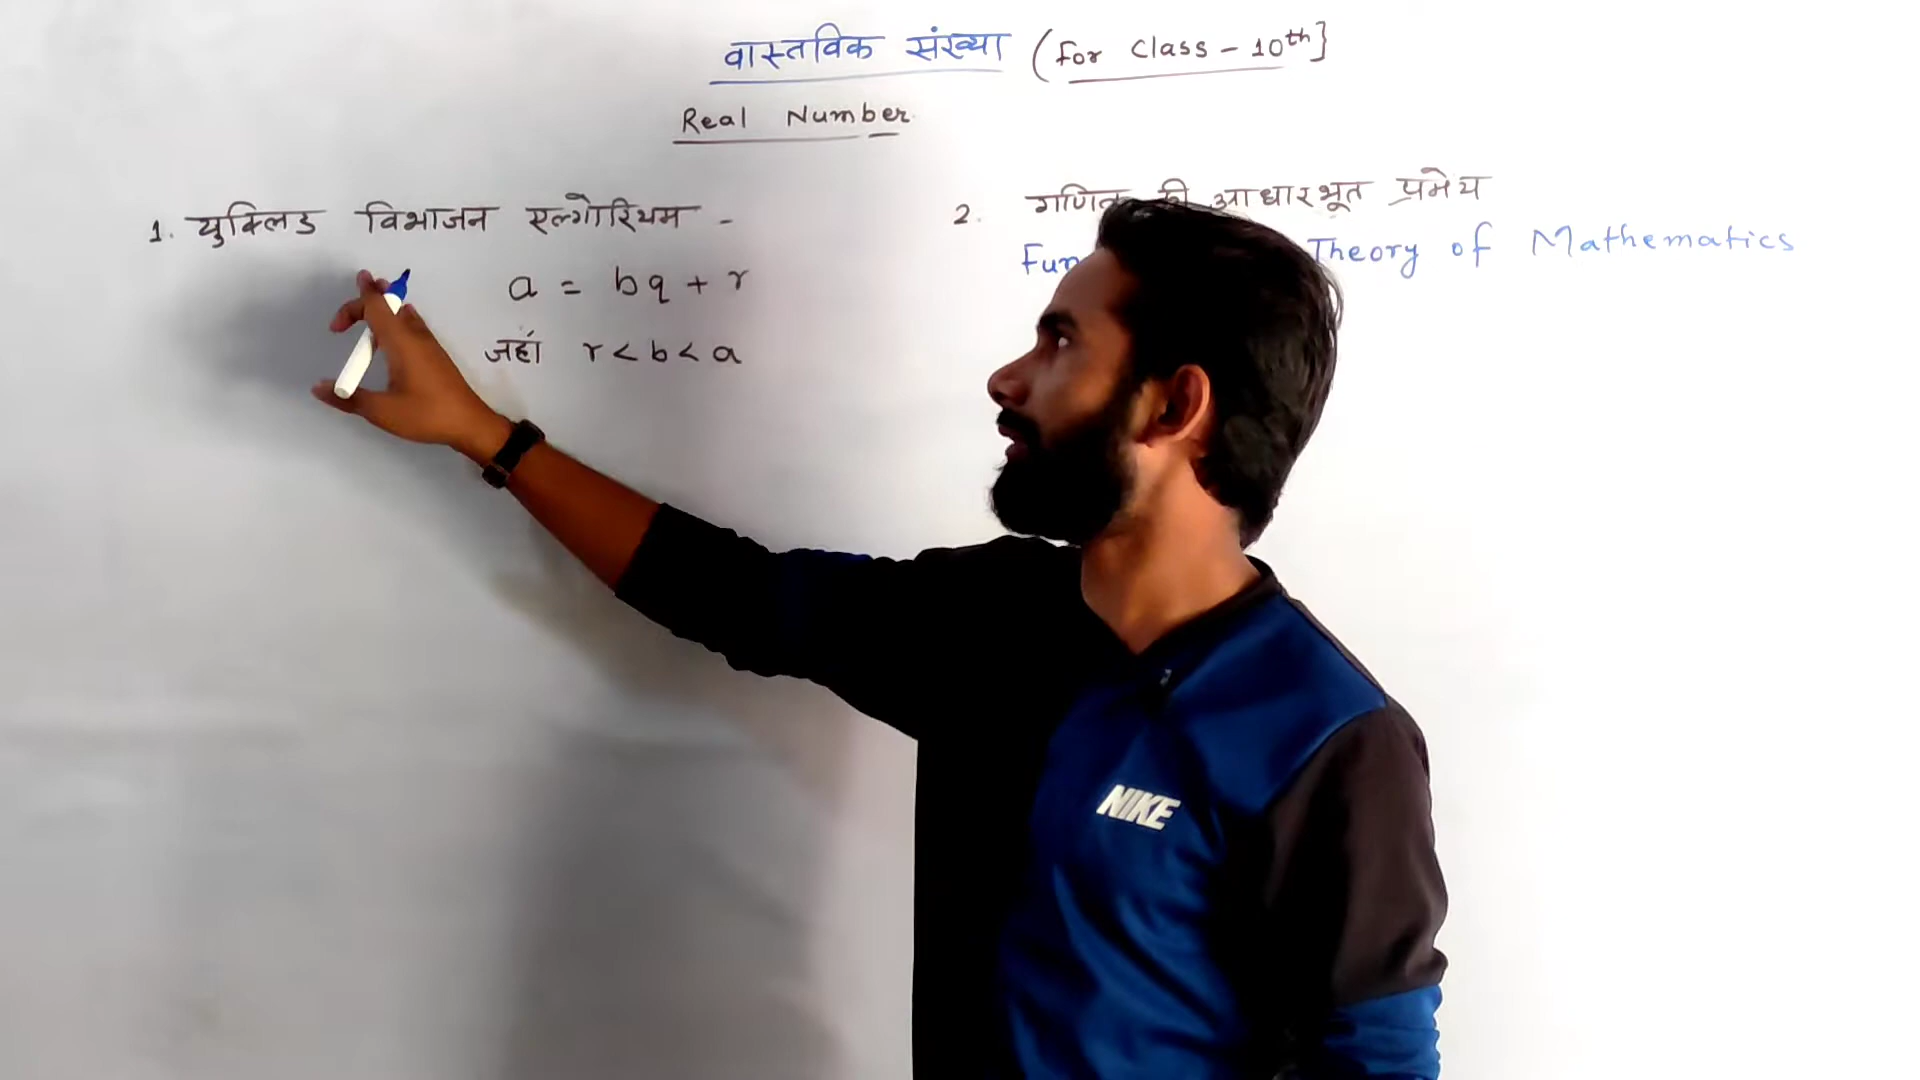 वास्तविक संख्या (for Class - 10th]
Real Number
1. युक्लिड विभाजन एल्गोरिथम -
a = bq + r
जहां r < b < a
2. गणित की आधारभूत प्रमेय
Theory of Mathematics
NIKE